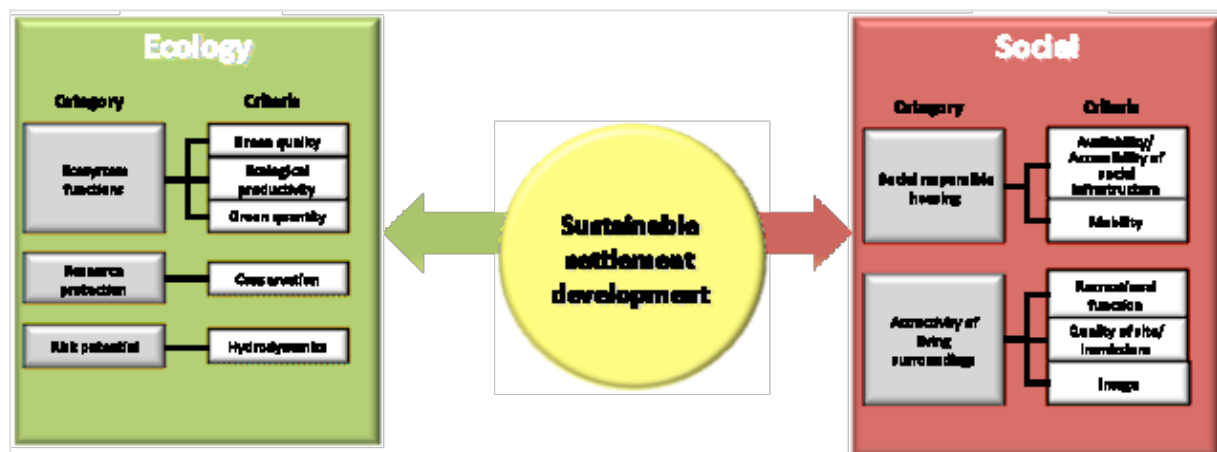 Ecology
Category
Criteria
Ecosystem
functions
Green quality
Ecological
productivity
Green quantity
Resource
protection
Conservation
Risk potential
Hydrodynamics
Sustainable
settlement
development
Social
Category
Criteria
Social responsible
housing
Availability/
Accessibility of
social
infrastructure
Mobility
living
surroundings
Recreational
function
Quality of site/
Immissions
Image